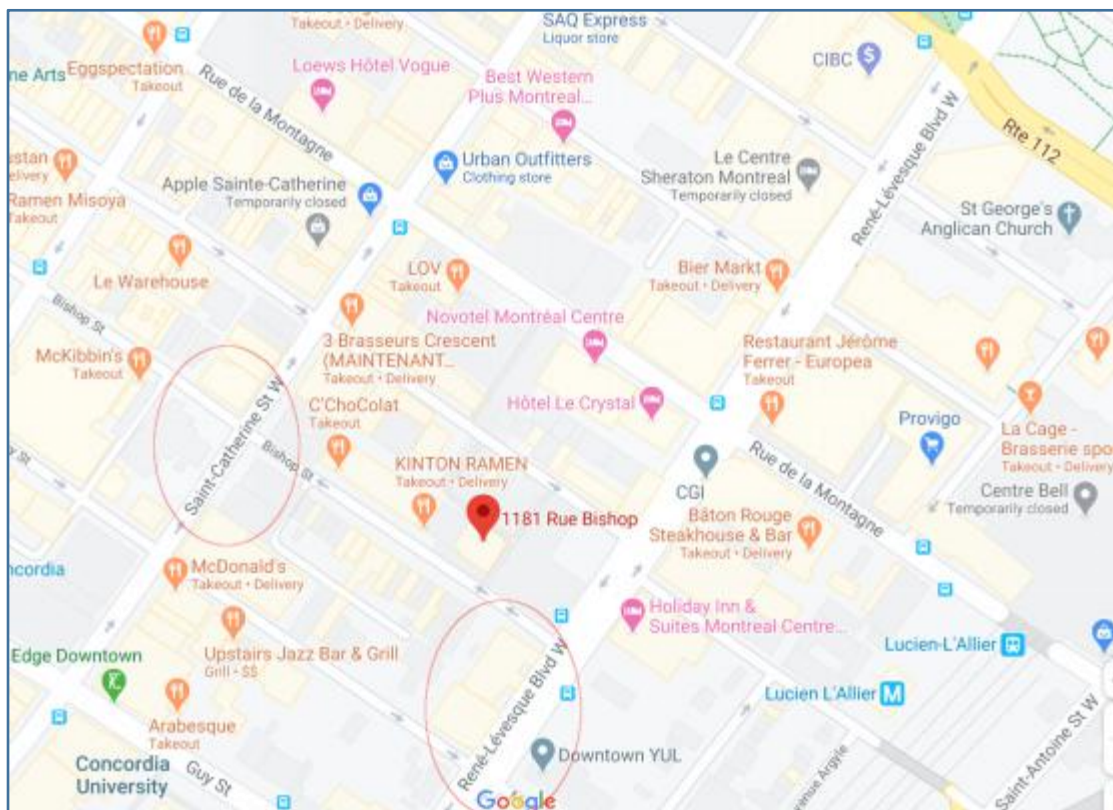 Takeout • Delivery
SAQ Express
Liquor store
CIBC
ne Arts
Eggspectation
Takeout
Rue de la Montagne
Loews Hôtel Vogue
Best Western
Plus Montreal...
René-Lévesque Blvd W
Rte 112
ustan
elivery
Ramen Misoya
Takeout
Apple Sainte-Catherine
Temporarily closed
Urban Outfitters
Clothing store
Le Centre
Sheraton Montreal
Temporarily closed
St George's
Anglican Church
Le Warehouse
LOV
Takeout
Bier Markt
Takeout • Delivery
Bishop St
McKibbin's
Takeout
3 Brasseurs Crescent
(MAINTENANT...
Takeout • Delivery
Novotel Montréal Centre
Restaurant Jérôme
Ferrer - Europea
Takeout
C'ChoCola​t
Takeout
Hôtel Le Crystal
Provigo
La Cage -
Brasserie spo
Takeout • Delivery
Saint-Catherine St W
Bishop St
KINTON RAMEN
Takeout • Delivery
1181 Rue Bishop
CGI
Rue de la Montagne
Centre Bell
Temporarily closed
Bâton Rouge
Steakhouse & Bar
Takeout • Delivery
oncordia
McDonald's
Takeout • Delivery
Holiday Inn &
Suites Montreal Centre...
Upstairs Jazz Bar & Grill
Grill • $$
Edge Downtown
Lucien-L'Allier
Lucien L'Allier
M
Arabesque
Takeout
René-Lévesque Blvd W
Downtown YUL
Concordia
University
Guy St
Google
Saint-Antoine St W